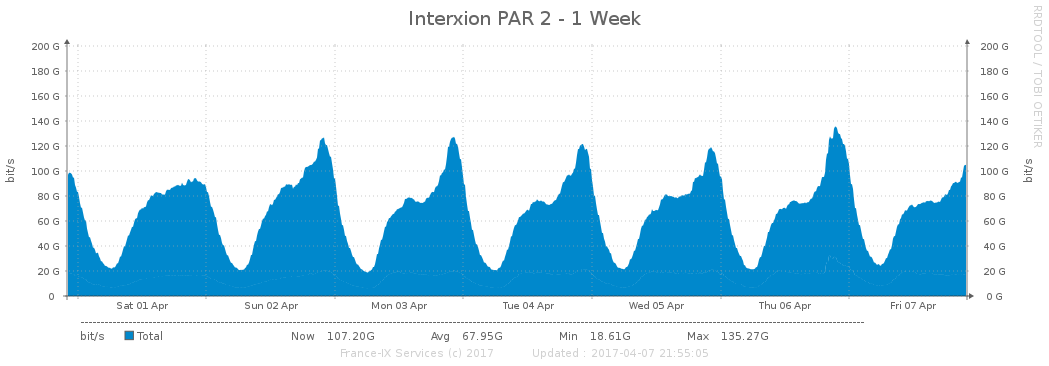 Interxion PAR 2 - 1 Week
RRDTOOL / TOBI OETIKER
bit/s
bit/s
200 G 200 G
180 G 180 G
160 G 160 G
140 G 140 G
120 G 120 G
100 G 100 G
80 G 80 G
60 G 60 G
40 G 40 G
20 G 20 G
0 0 G
Sat 01 Apr Sun 02 Apr Mon 03 Apr Tue 04 Apr Wed 05 Apr Thu 06 Apr Fri 07 Apr
bit/s Total Now 107.20G Avg 67.95G Min 18.61G Max 135.27G
France-IX Services (c) 2017 Updated : 2017-04-07 21:55:05